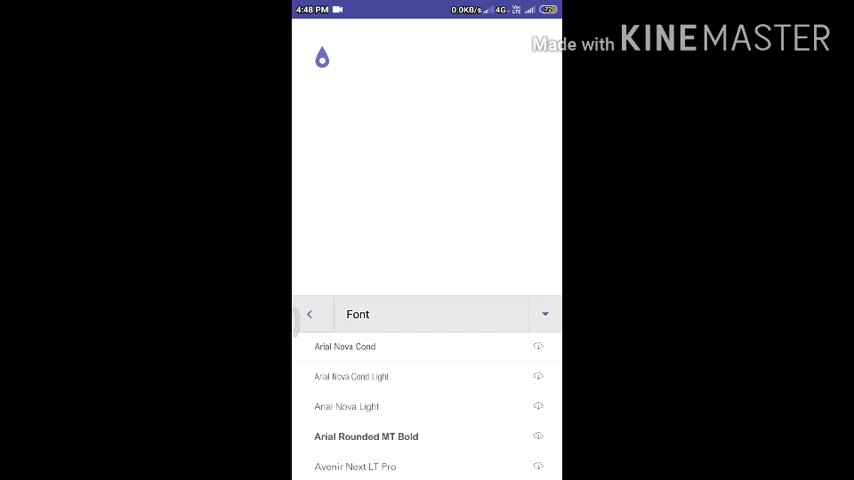 4:48 PM 0.0KB/s 4G 72
Made with KINEMASTER
Font
Arial Nova Cond
Arial Nova Cond Light
Arial Nova Light
Arial Rounded MT Bold
Avenir Next LT Pro